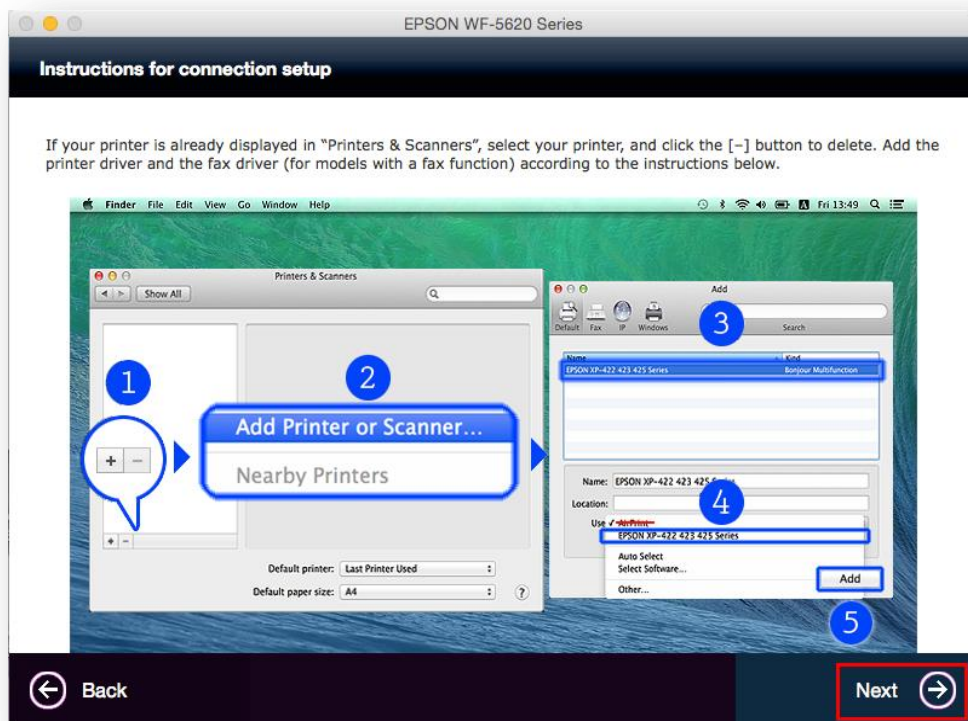 EPSON WF-5620 Series
Instructions for connection setup
If your printer is already displayed in “Printers & Scanners”, select your printer, and click the [–] button to delete. Add the
printer driver and the fax driver (for models with a fax function) according to the instructions below.
Finder File Edit View Go Window Help
A Fri 13:49
Printers & Scanners
Show All
1
+ –
2
Add Printer or Scanner...
Nearby Printers
+ –
Default printer: Last Printer Used
Default paper size: A4
?
Add
Default Fax IP Windows
3
Search
Name Kind
EPSON XP-422 423 425 Series Bonjour Multifunction
Name: EPSON XP-422 423 425 Series
Location:
4
Use ✓ AirPrint
EPSON XP-422 423 425 Series
Auto Select
Select Software...
Other...
Add
5
Back
Next